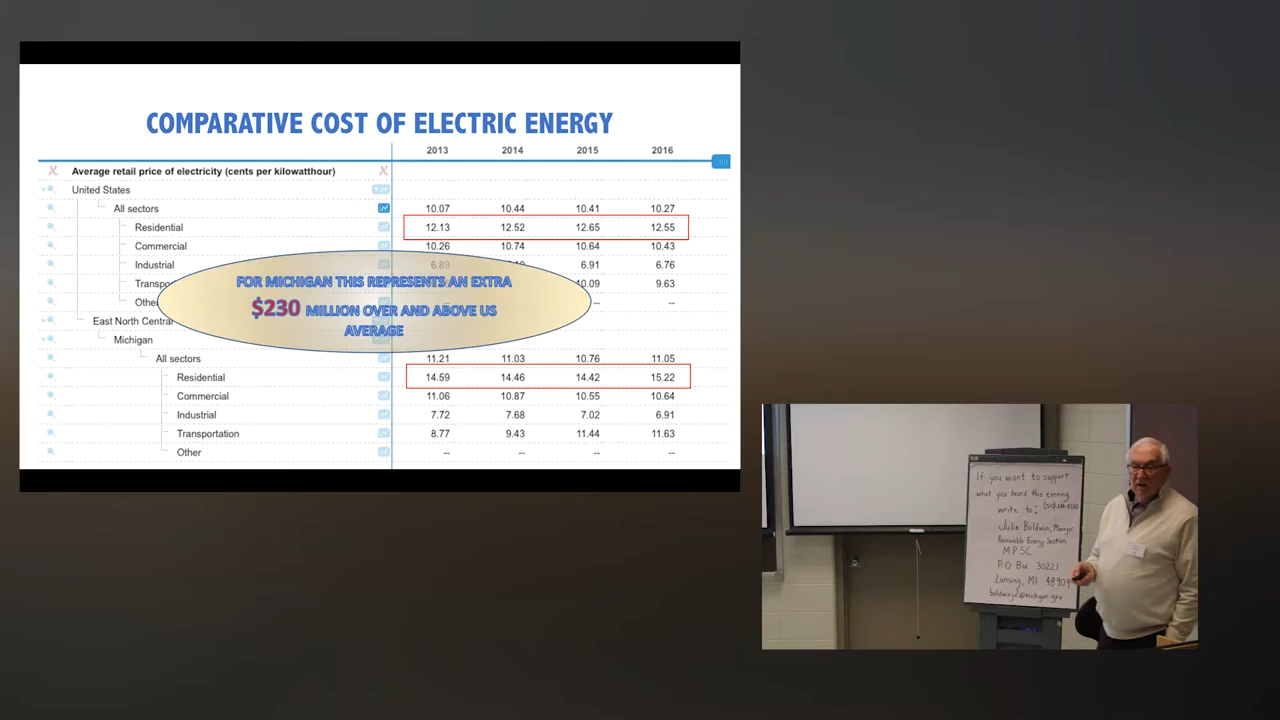 COMPARATIVE COST OF ELECTRIC ENERGY
2013 2014 2015 2016
Average retail price of electricity (cents per kilowatthour)
United States
All sectors 10.07 10.44 10.41 10.27
Residential 12.13 12.52 12.65 12.55
Commercial 10.26 10.74 10.64 10.43
Industrial 6.89 6.91 6.76
10.09 9.63
Othe -- --
East North Central
Michigan
FOR MICHIGAN THIS REPRESENTS AN EXTRA
$230 MILLION OVER AND ABOVE US
AVERAGE
All sectors 11.21 11.03 10.76 11.05
Residential 14.59 14.46 14.42 15.22
Commercial 11.06 10.87 10.55 10.64
Industrial 7.72 7.68 7.02 6.91
Transportation 8.77 9.43 11.44 11.63
Other -- -- -- --
If you want to support
what you heard this evening,
write to:
Julie Baldwin, Manager
Renewable Energy Section
MPSC
P.O Box 30221
Lansing, MI 48909
baldwinj2@michigan.gov